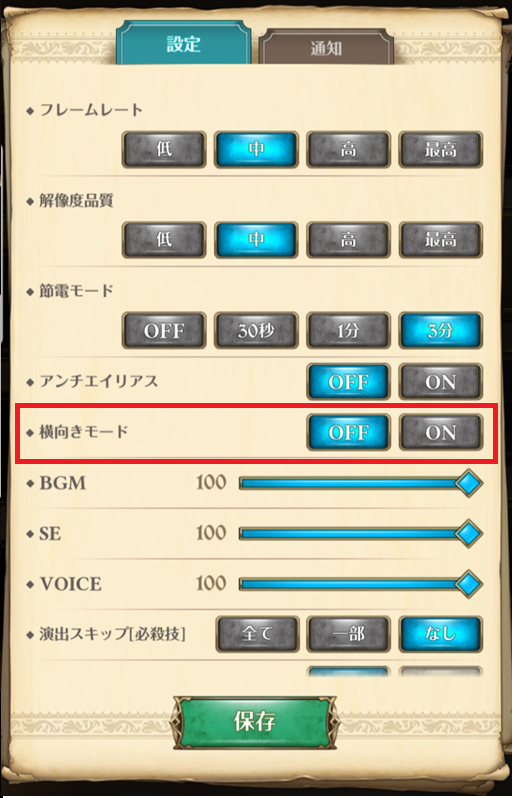 設定 通知
フレームレート
低 中 高 最高
解像度品質
低 中 高 最高
節電モード
OFF 30秒 1分 3分
アンチエイリアス OFF ON
横向きモード OFF ON
BGM 100
SE 100
VOICE 100
演出スキップ[必殺技] 全て 一部 なし
保存